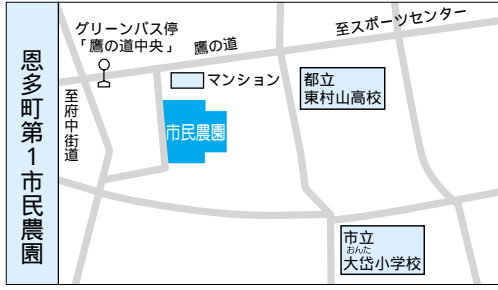 恩多町第1市民農園
グリーンバス停
「鷹の道中央」
鷹の道
至スポーツセンター
至府中街道
マンション
都立
東村山高校
市民農園
市立
おんた
大岱小学校